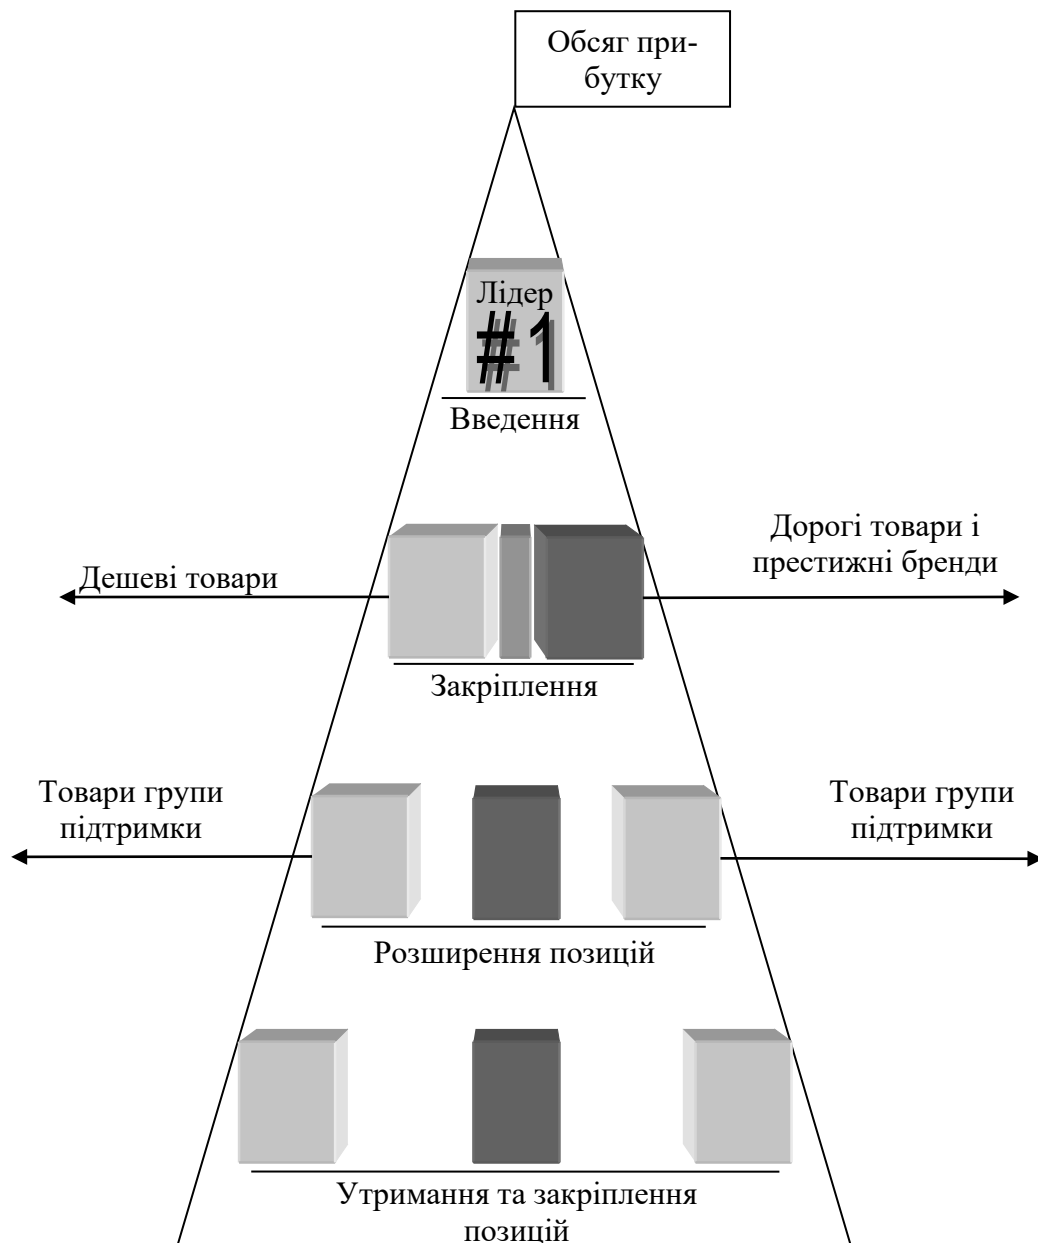 Обсяг при-
бутку
Лідер
#1
Введення
Дешеві товари
Дорогі товари і
престижні бренди
Закріплення
Товари групи
підтримки
Товари групи
підтримки
Розширення позицій
Утримання та закріплення
позицій